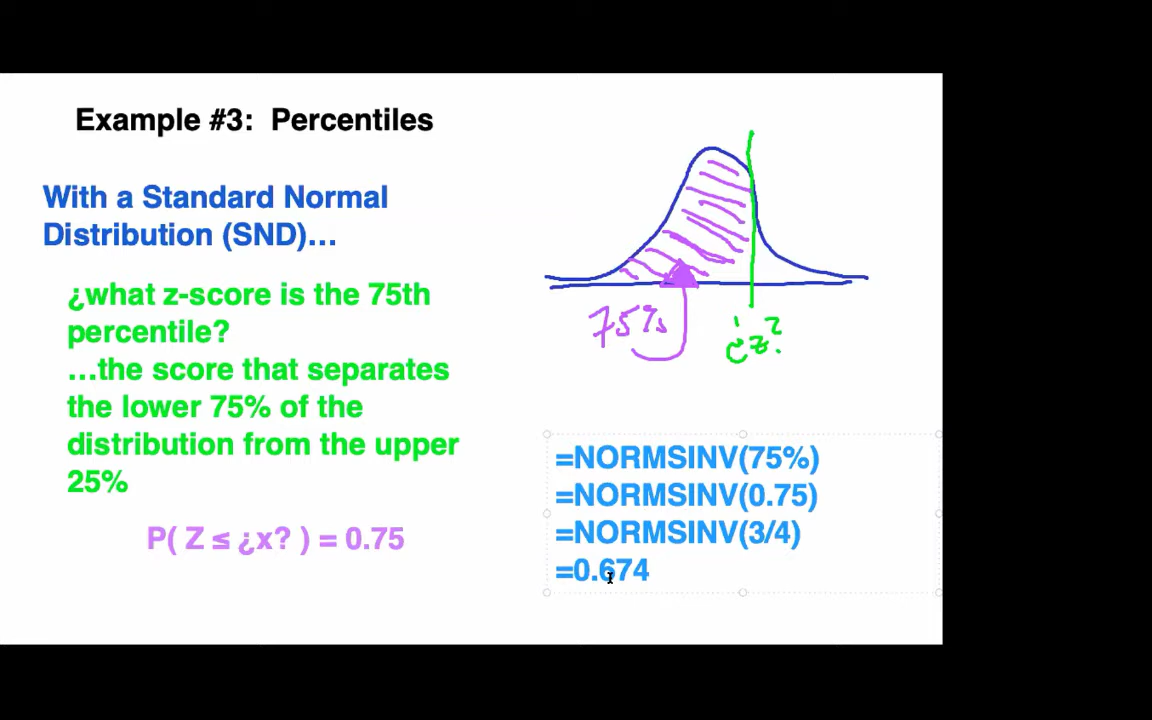 Example #3: Percentiles
With a Standard Normal
Distribution (SND)...
¿what z-score is the 75th
percentile?
...the score that separates
the lower 75% of the
distribution from the upper
25%
P( Z ≤ ¿x? ) = 0.75
75%
¿z?
=NORMSINV(75%)
=NORMSINV(0.75)
=NORMSINV(3/4)
=0.674